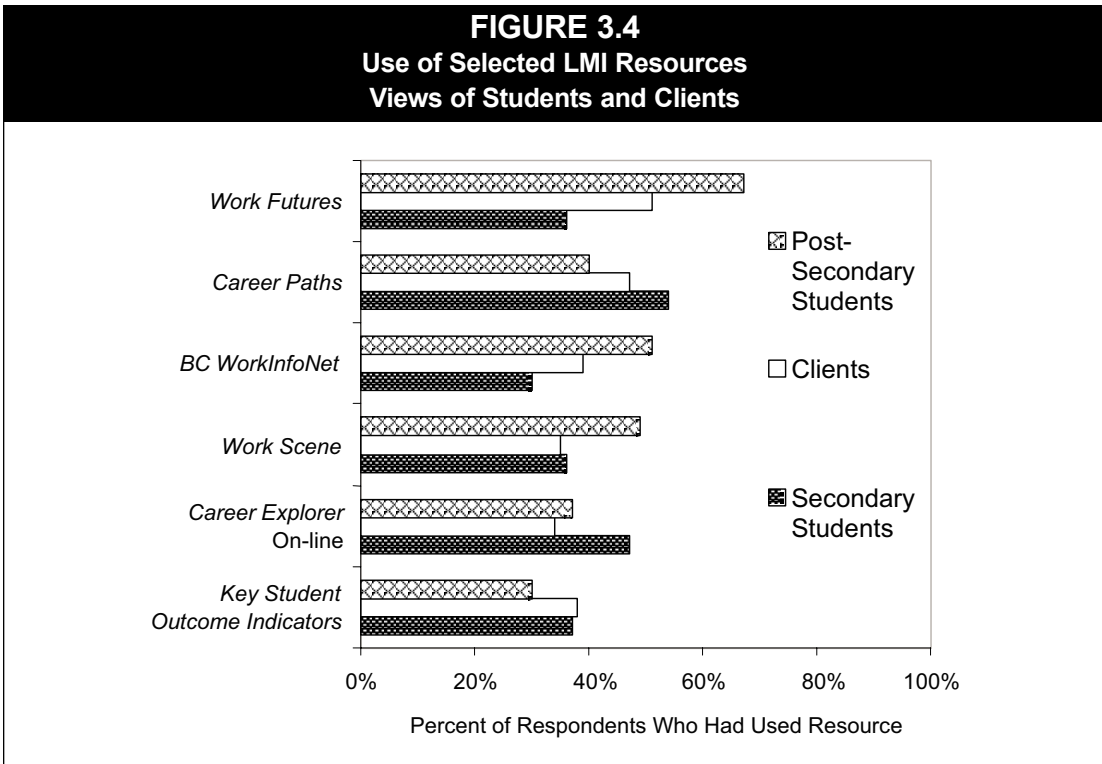 FIGURE 3.4
Use of Selected LMI Resources
Views of Students and Clients
Work Futures
Career Paths
BC WorkInfoNet
Work Scene
Career Explorer
On-line
Key Student
Outcome Indicators
Post-
Secondary
Students
Clients
Secondary
Students
0%
20%
40%
60%
80%
100%
Percent of Respondents Who Had Used Resource